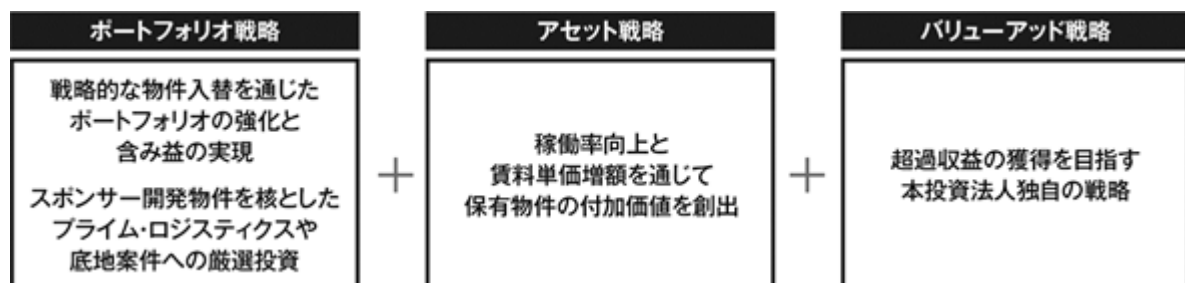 ポートフォリオ戦略
戦略的な物件入替を通じた
ポートフォリオの強化と
含み益の実現
スポンサー開発物件を核とした
プライム・ロジスティクスや
底地案件への厳選投資
+
アセット戦略
稼働率向上と
賃料単価増額を通じて
保有物件の付加価値を創出
+
バリューアッド戦略
超過収益の獲得を目指す
本投資法人独自の戦略